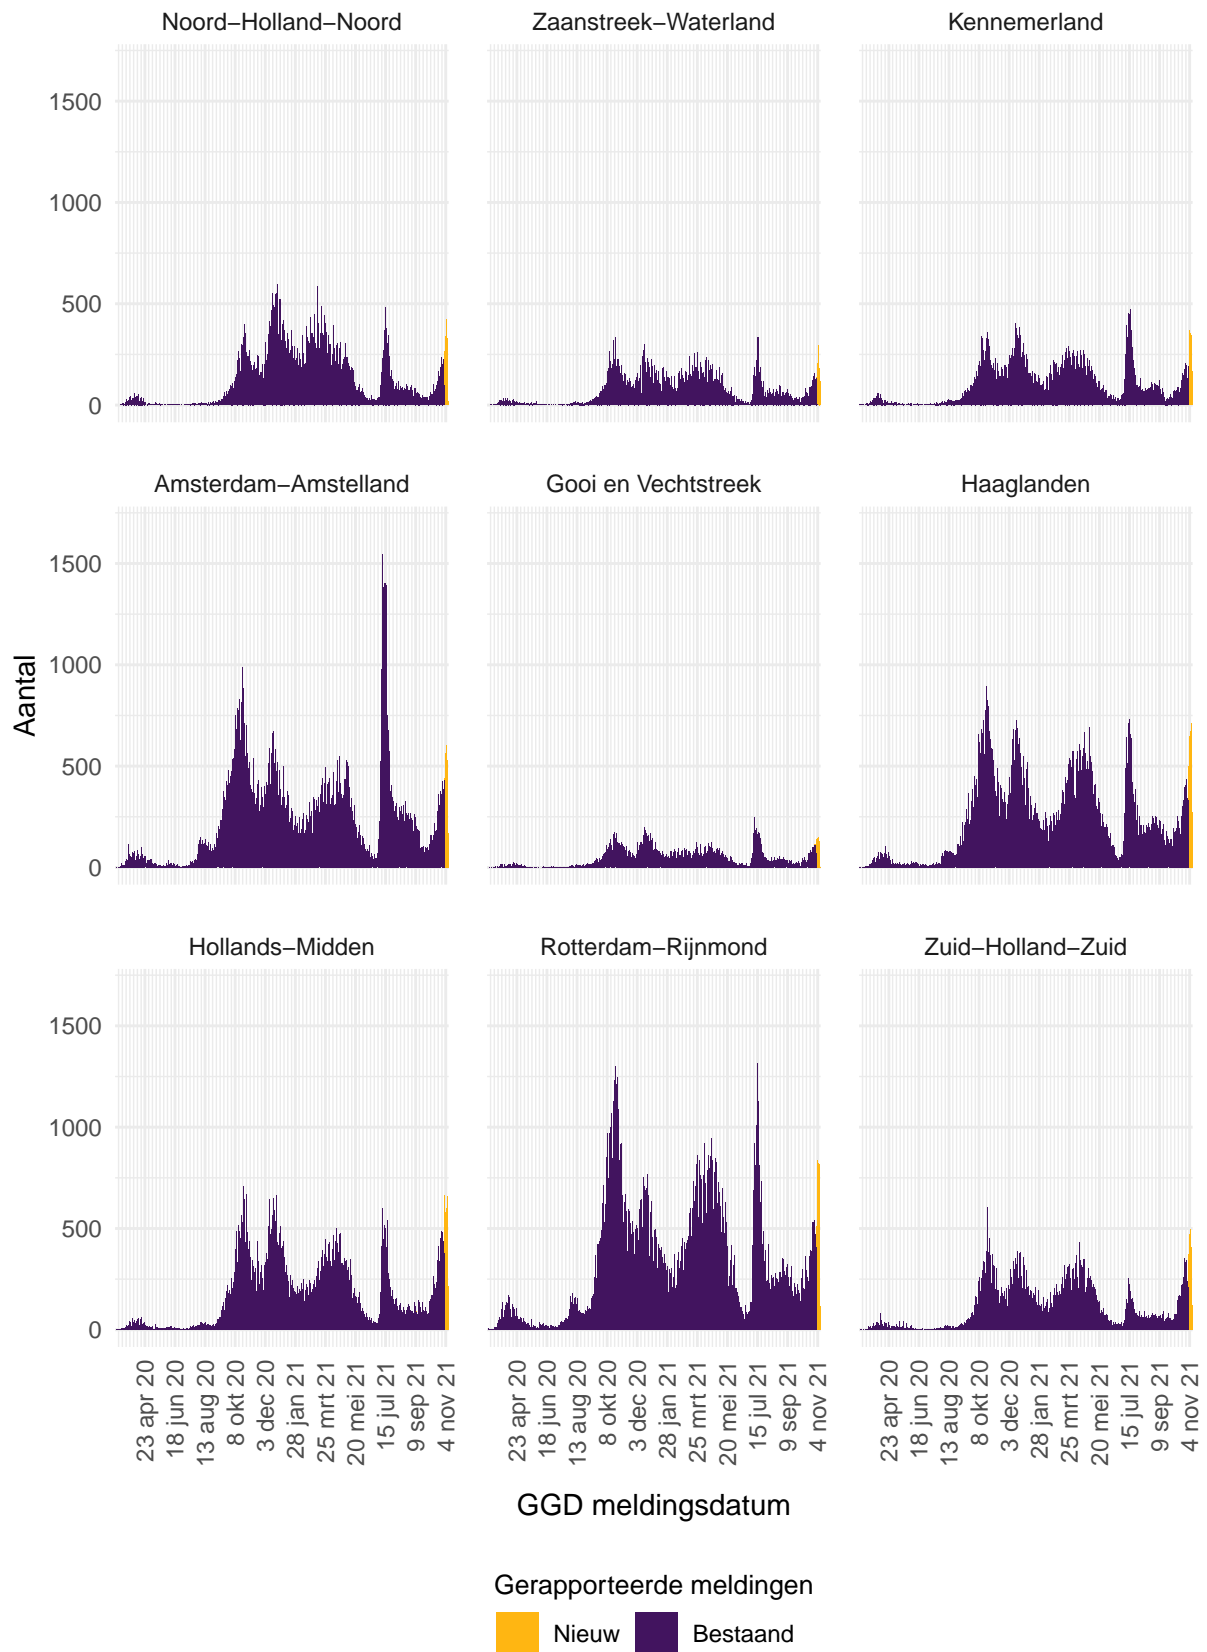 Noord−Holland−Noord Zaanstreek−Waterland Kennemerland
1500
1000
500
0
Amsterdam−Amstelland Gooi en Vechtstreek Haaglanden
1500
1000
500
0
Aantal
Hollands−Midden Rotterdam−Rijnmond Zuid−Holland−Zuid
1500
1000
500
0
23 apr 20 18 jun 20 13 aug 20 8 okt 20 3 dec 20 28 jan 21 25 mrt 21 20 mei 21 15 jul 21 9 sep 21 4 nov 21
23 apr 20 18 jun 20 13 aug 20 8 okt 20 3 dec 20 28 jan 21 25 mrt 21 20 mei 21 15 jul 21 9 sep 21 4 nov 21
23 apr 20 18 jun 20 13 aug 20 8 okt 20 3 dec 20 28 jan 21 25 mrt 21 20 mei 21 15 jul 21 9 sep 21 4 nov 21
GGD meldingsdatum
Gerapporteerde meldingen
Nieuw Bestaand